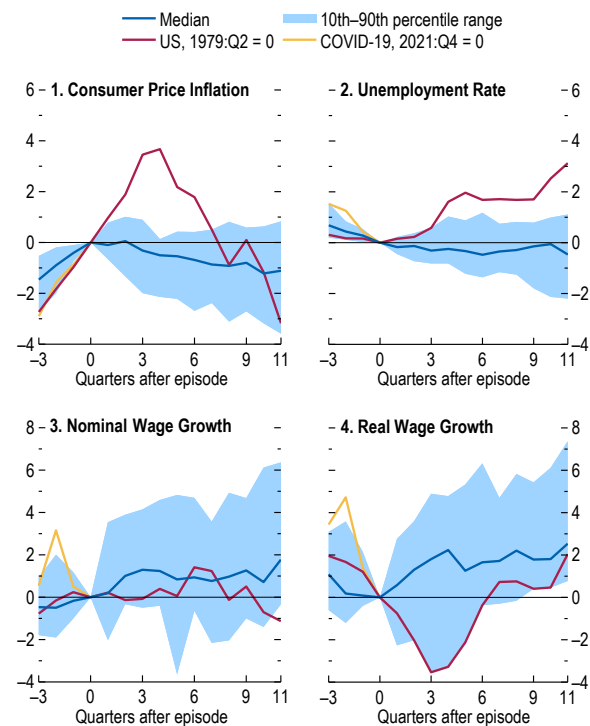 Median 10th–90th percentile range
US, 1979:Q2 = 0 COVID-19, 2021:Q4 = 0
6 1. Consumer Price Inflation 2. Unemployment Rate 6
4 4
2 2
0 0
–2 –2
–4 –4
–3 0 3 6 9 11 –3 0 3 6 9 11
Quarters after episode Quarters after episode
8 3. Nominal Wage Growth 4. Real Wage Growth 8
6 6
4 4
2 2
0 0
–2 –2
–4 –4
–3 0 3 6 9 11 –3 0 3 6 9 11
Quarters after episode Quarters after episode